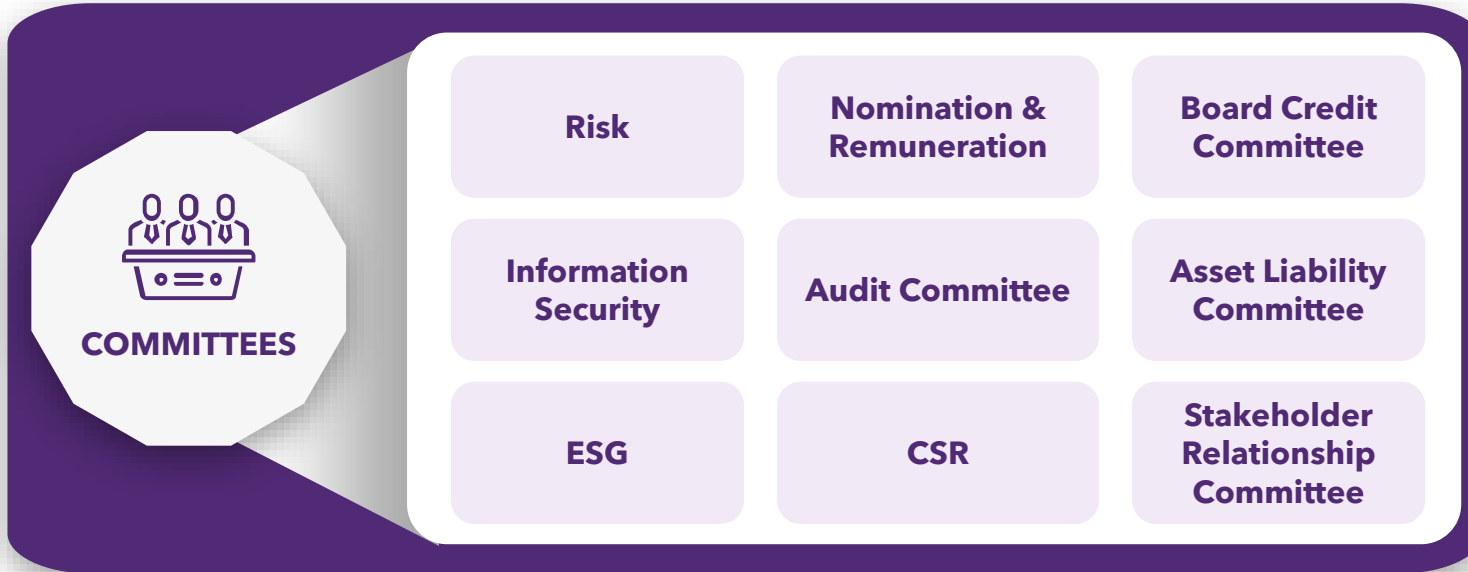 COMMITTEES
Risk
Nomination &
Remuneration
Board Credit
Committee
Information
Security
Audit Committee
Asset Liability
Committee
ESG
CSR
Stakeholder
Relationship
Committee